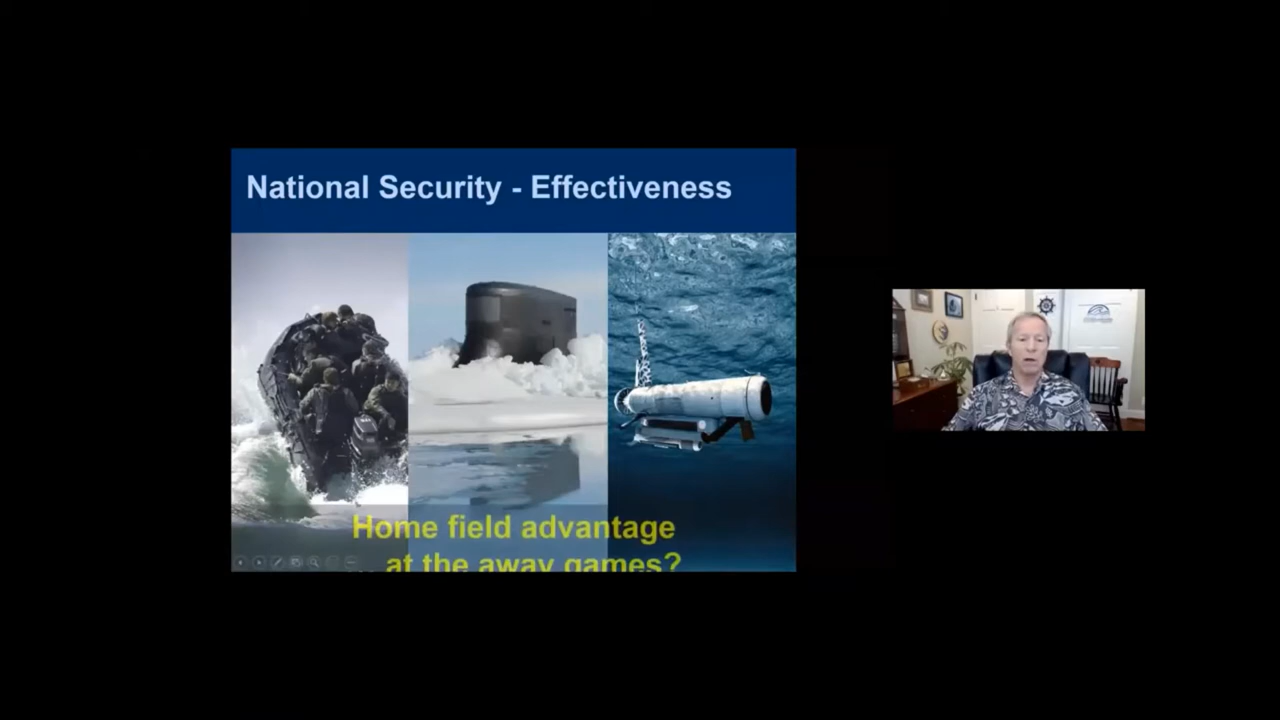 National Security - Effectiveness
Home field advantage
at the away games?